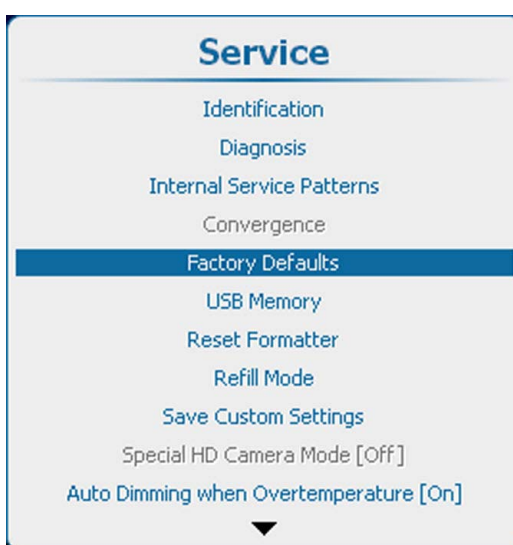 Service
Identification
Diagnosis
Internal Service Patterns
Convergence
Factory Defaults
USB Memory
Reset Formatter
Refill Mode
Save Custom Settings
Special HD Camera Mode [Off]
Auto Dimming when Overtemperature [On]